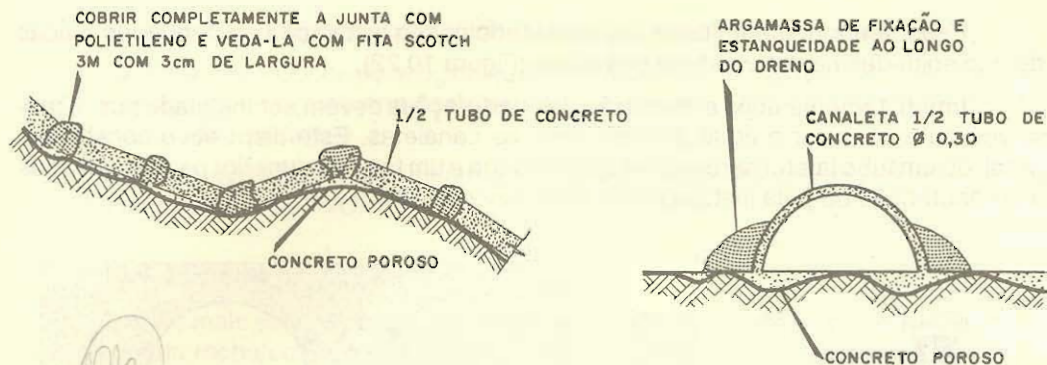 COBRIR COMPLETAMENTE A JUNTA COM
POLIETILENO E VEDA-LA COM FITA SCOTCH
3M COM 3cm DE LARGURA
1/2 TUBO DE CONCRETO
CONCRETO POROSO
ARGAMASSA DE FIXAÇÃO E
ESTANQUEIDADE AO LONGO
DO DRENO
CANALETA 1/2 TUBO DE
CONCRETO Ø 0,30
CONCRETO POROSO